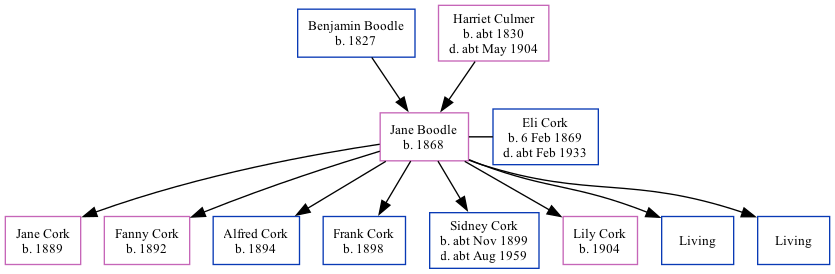 Benjamin Boodle
b. 1827
Harriet Culmer
b. abt 1830
d. abt May 1904
Jane Boodle
b. 1868
Eli Cork
b. 6 Feb 1869
d. abt Feb 1933
Jane Cork
b. 1889
Fanny Cork
b. 1892
Alfred Cork
b. 1894
Frank Cork
b. 1898
Sidney Cork
b. abt Nov 1899
d. abt Aug 1959
Lily Cork
b. 1904
Living
Living